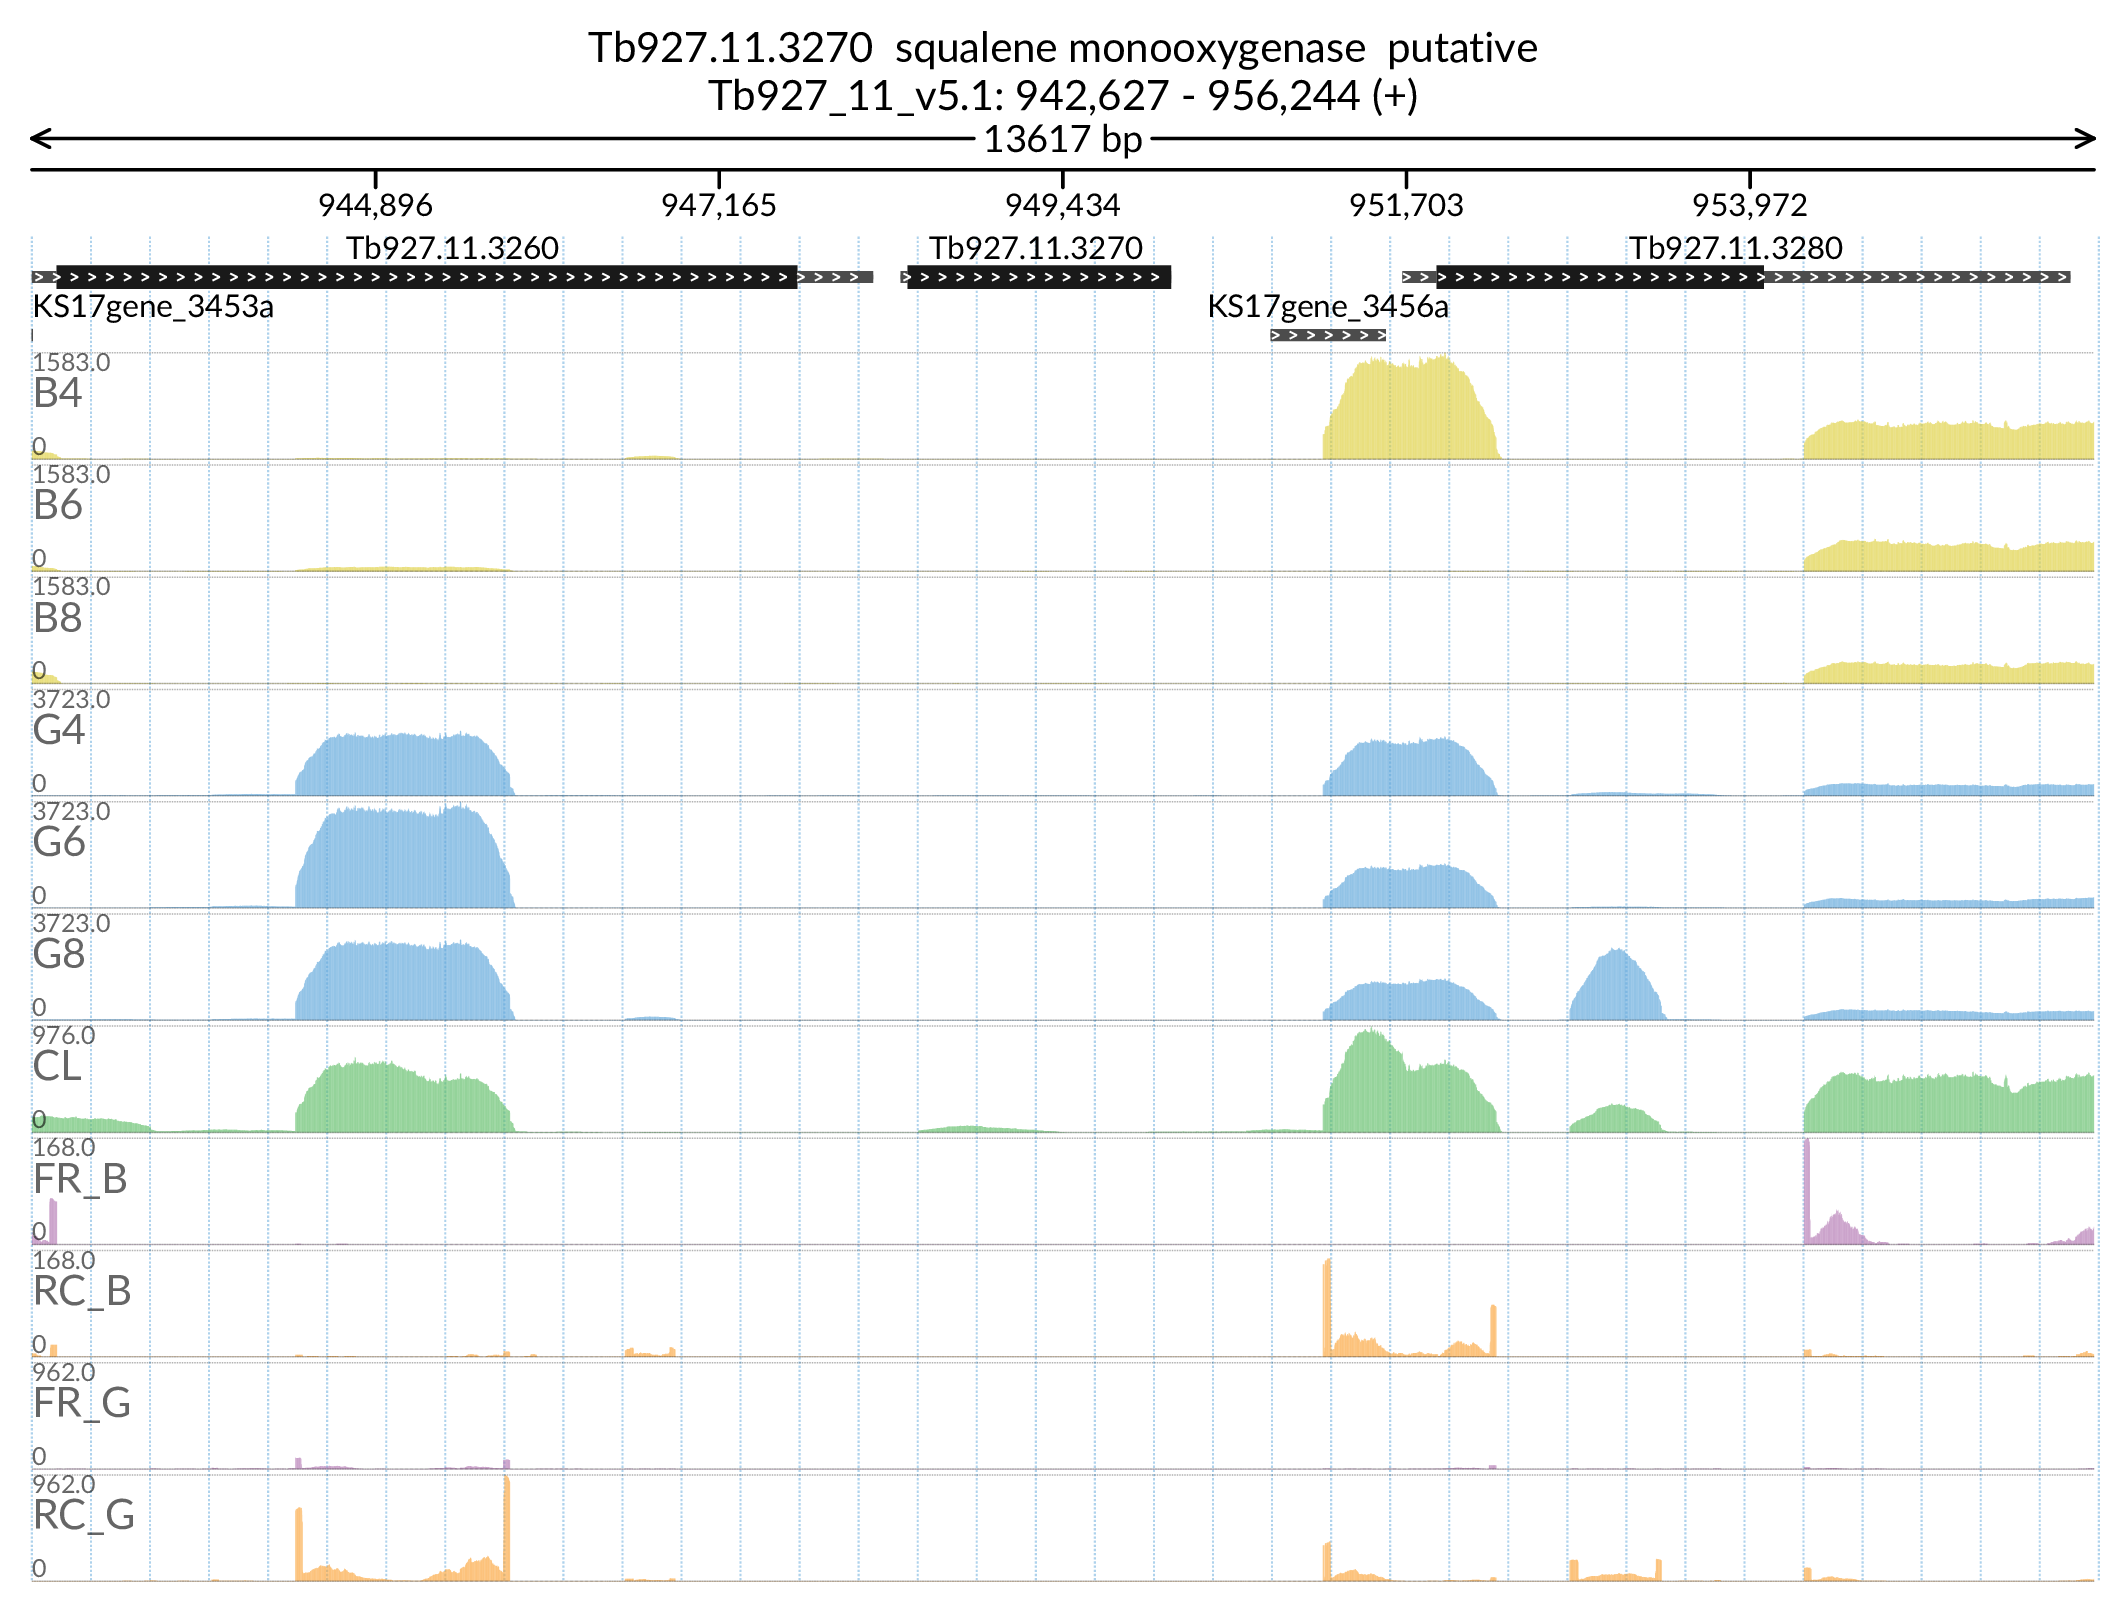 Tb927.11.3270  squalene monooxygenase  putative
Tb927_11_v5.1: 942,627 - 956,244 (+)
13617 bp
944,896 947,165 949,434 951,703 953,972
Tb927.11.3260 Tb927.11.3270 Tb927.11.3280
KS17gene_3453a KS17gene_3456a
1583.0
B4
0
1583.0
B6
0
1583.0
B8
0
3723.0
G4
0
3723.0
G6
0
3723.0
G8
0
976.0
CL
0
168.0
FR_B
0
168.0
RC_B
0
962.0
FR_G
0
962.0
RC_G
0